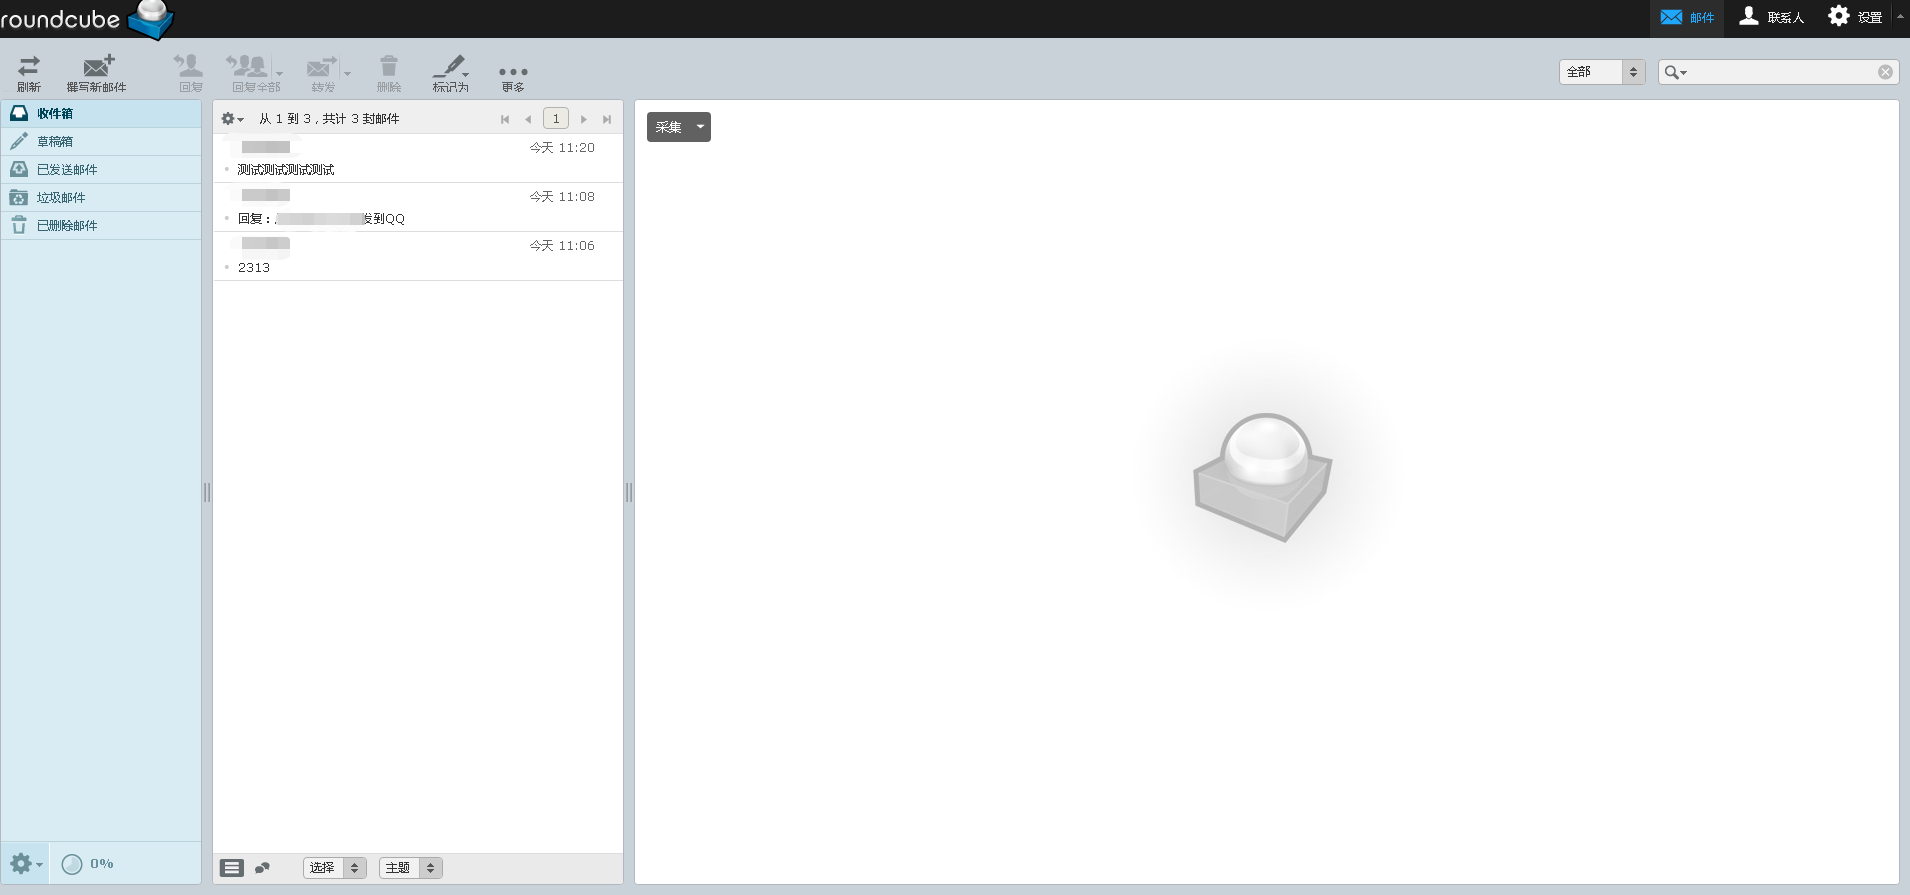 roundcube
邮件
联系人
设置
刷新
撰写新邮件
回复
回复全部
转发
删除
标记为
更多
全部
收件箱
草稿箱
已发送邮件
垃圾邮件
已删除邮件
从 1 到 3，共计 3 封邮件
1
今天 11:20
测试测试测试测试
今天 11:08
回复：
发到QQ
今天 11:06
2313
采集
0%
选择
主题